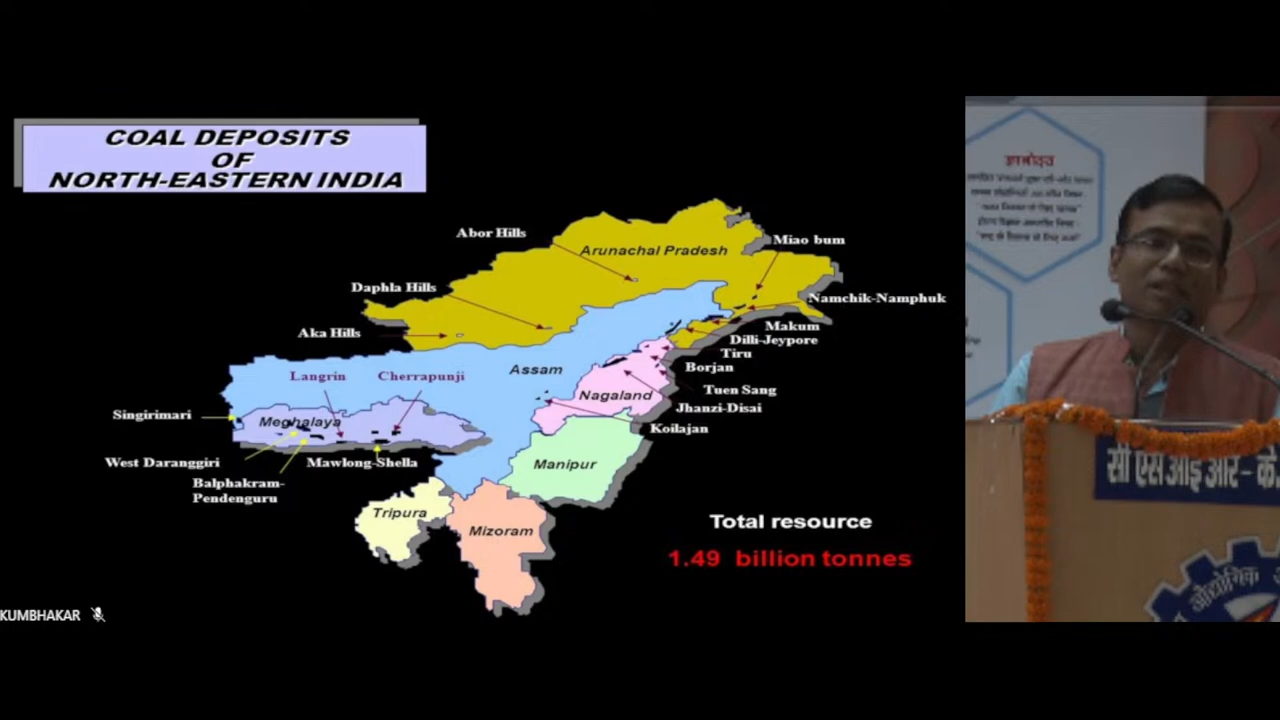 COAL DEPOSITS
OF
NORTH-EASTERN INDIA
Abor Hills
Arunachal Pradesh
Miao bum
Daphla Hills
Namchik-Namphuk
Aka Hills
Makum
Dilli-Jeypore
Tiru
Borjan
Assam
Langrin
Cherrapunji
Tuen Sang
Nagaland
Jhanzi-Disai
Singirimari
Meghalaya
Koilajan
West Daranggiri
Mawlong-Shella
Manipur
Balphakram-
Pendenguru
Tripura
Mizoram
Total resource
1.49 billion tonnes
KUMBHAKAR
ज्ञानोदय
सी एस आई आर - के
औद्योगिक